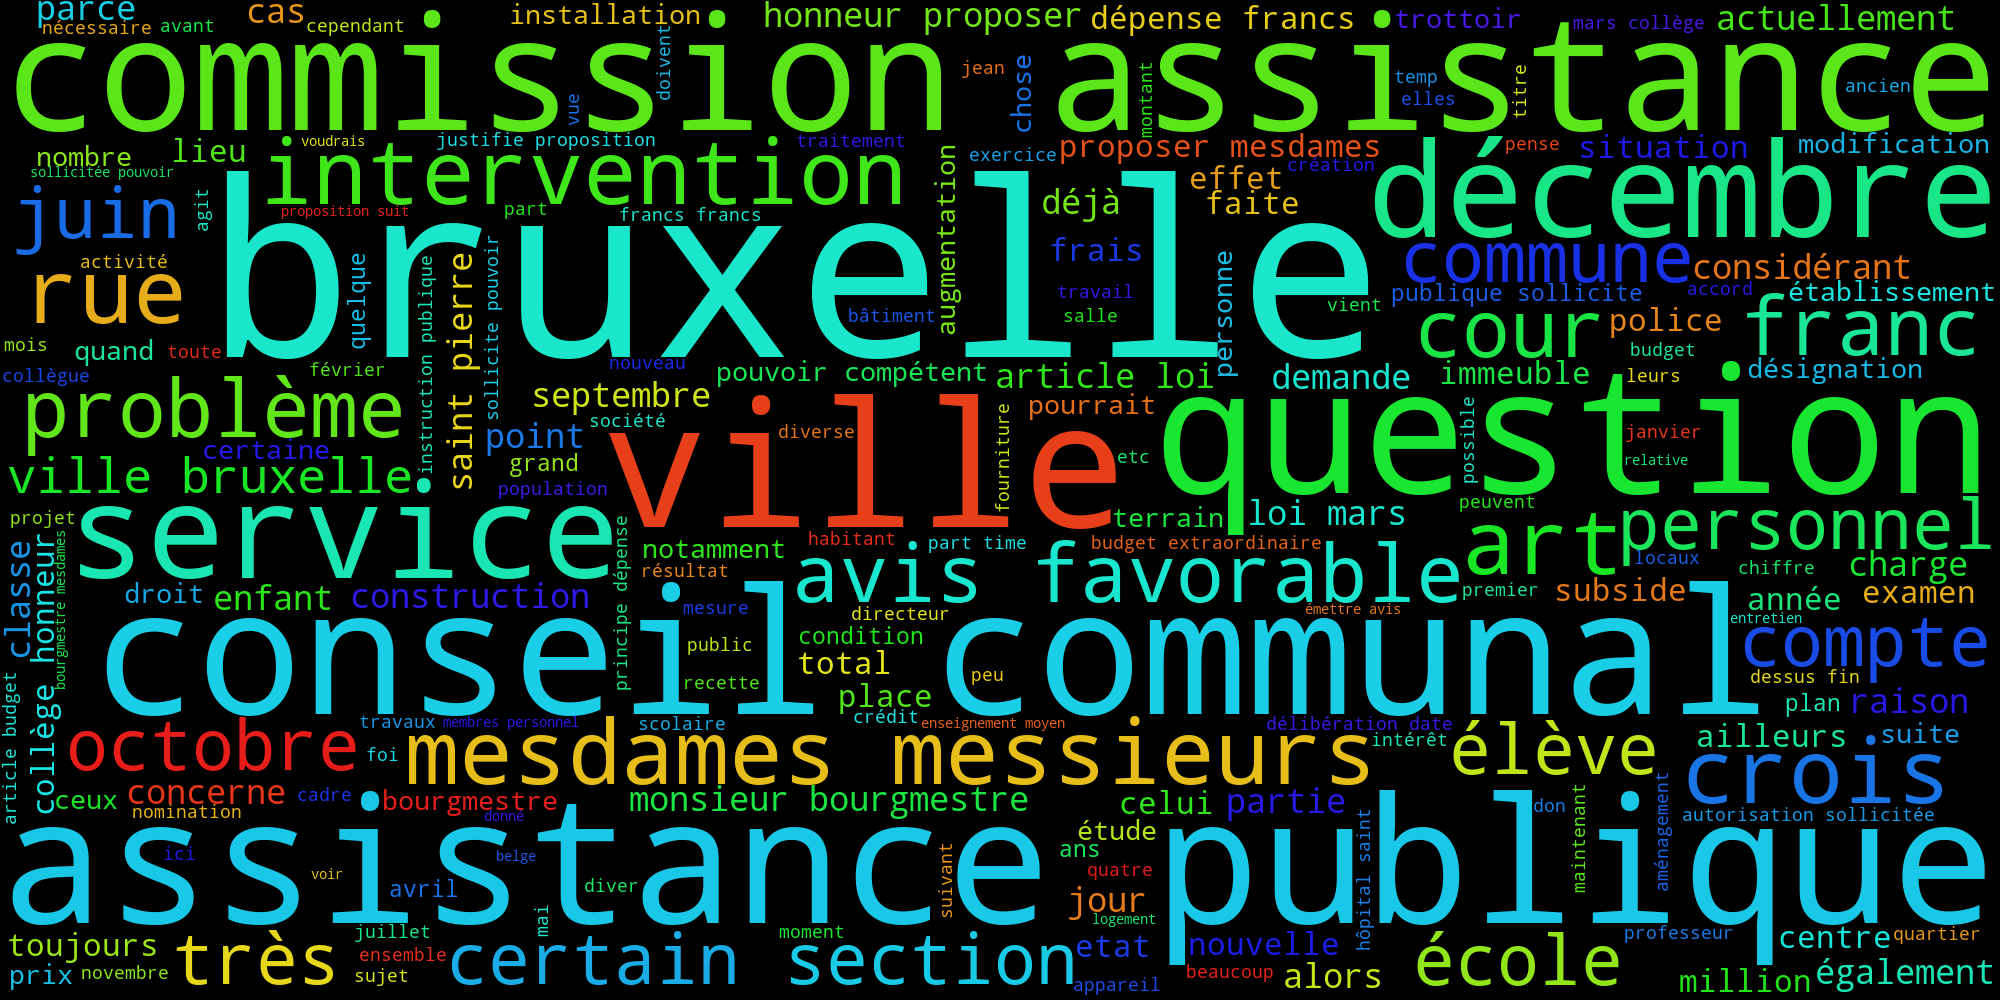 parce
cas
installation
honneur proposer
dépense francs
trottoir
mars collège
actuellement
nécessaire
avant
cependant
commission assistance
doivent
vue
jean
chose
montant
temp
elles
titre
ancien
nombre
lieu
voudrais
justifie proposition
traitement
exercice
proposer mesdames
pense
situation
modification
sollicitée pouvoir
intervention
création
décembre
juin
agit
proposition suit
part
francs francs
augmentation
déjà
effet
faite
bruxelle
activité
rue
quelque
instruction publique
saint pierre
sollicite pouvoir
frais
travail
salle
bâtiment
personne
commune
considérant
publique sollicite
accord
établissement
vient
cour
police
franc
mois
quand
toute
budget
collègue
février
nouveau
pouvoir compétent
article loi
demande
immeuble
leurs
désignation
problème
septembre
société
point
ville
diverse
pourrait
question
possible
janvier
relative
certaine
grand
population
fourniture
etc
ville bruxelle
projet
service
peuvent
terrain
loi mars
art
personnel
notamment
habitant
part time
budget extraordinaire
locaux
chiffre
charge
classe
collège honneur
bourgmestre mesdames
résultat
avis favorable
premier
subside
année
examen
droit
enfant
construction
principe dépense
mesure
directeur
émettre avis
entretien
conseil communal
public
condition
total
recette
place
peu
compte
dessus fin
plan
raison
article budget
travaux
membres personnel
scolaire
crédit
enseignement moyen
délibération date
octobre
foi
mesdames messieurs
intérêt
élève
ailleurs
suite
crois
concerne
ceux
cadre
bourgmestre
monsieur bourgmestre
celui
partie
nomination
donne
don
autorisation sollicitée
assistance publique
étude
hôpital saint
maintenant
aménagement
ici
belge
ans
voir
avril
diver
suivant
quatre
jour
mai
logement
toujours
très
juillet
moment
certain
section
etat
nouvelle
école
professeur
centre
quartier
prix
novembre
ensemble
sujet
beaucoup
appareil
alors
million
également